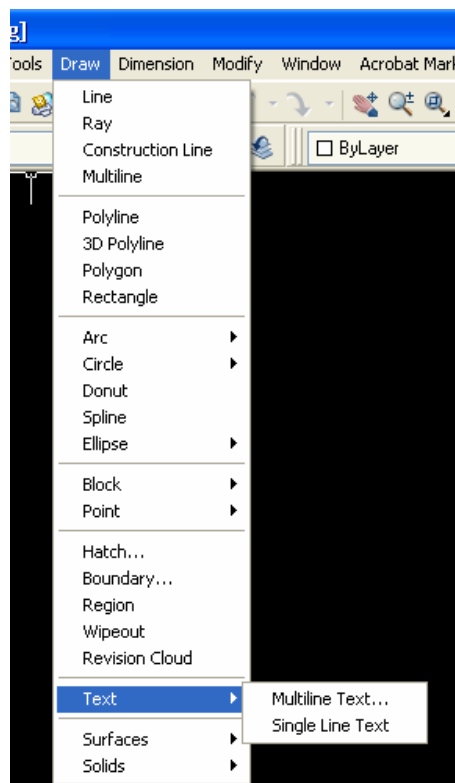 g]
Tools Draw Dimension Modify Window Acrobat Mark
ByLayer
Line
Ray
Construction Line
Multiline
Polyline
3D Polyline
Polygon
Rectangle
Arc
Circle
Donut
Spline
Ellipse
Block
Point
Hatch...
Boundary...
Region
Wipeout
Revision Cloud
Text
Multiline Text...
Single Line Text
Surfaces
Solids